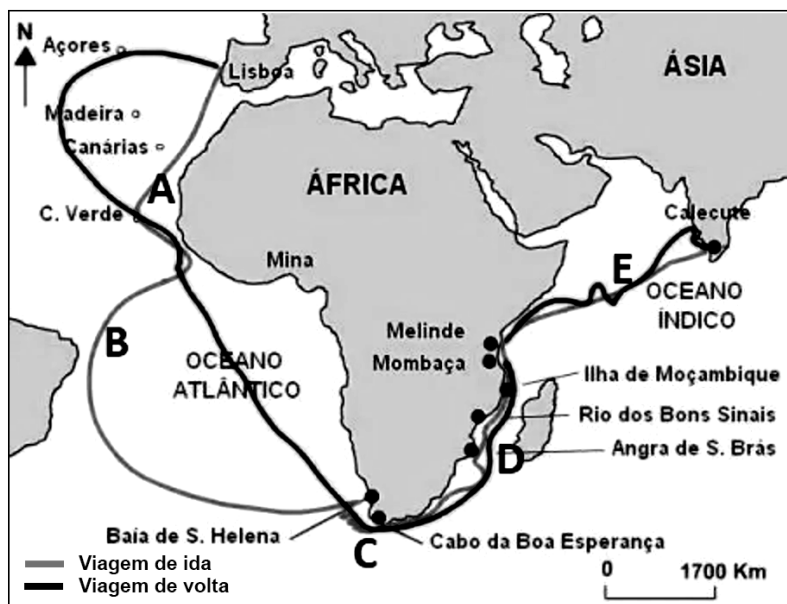 N
Açores
Lisboa
ÁSIA
Madeira
Canárias
A
ÁFRICA
C. Verde
Calecute
Mina
E
OCEANO
ÍNDICO
B
Melinde
Mombaça
OCEANO
ATLÂNTICO
Ilha de Moçambique
Rio dos Bons Sinais
D
Angra de S. Brás
Baía de S. Helena
C
Cabo da Boa Esperança
Viagem de ida
Viagem de volta
0 1700 Km